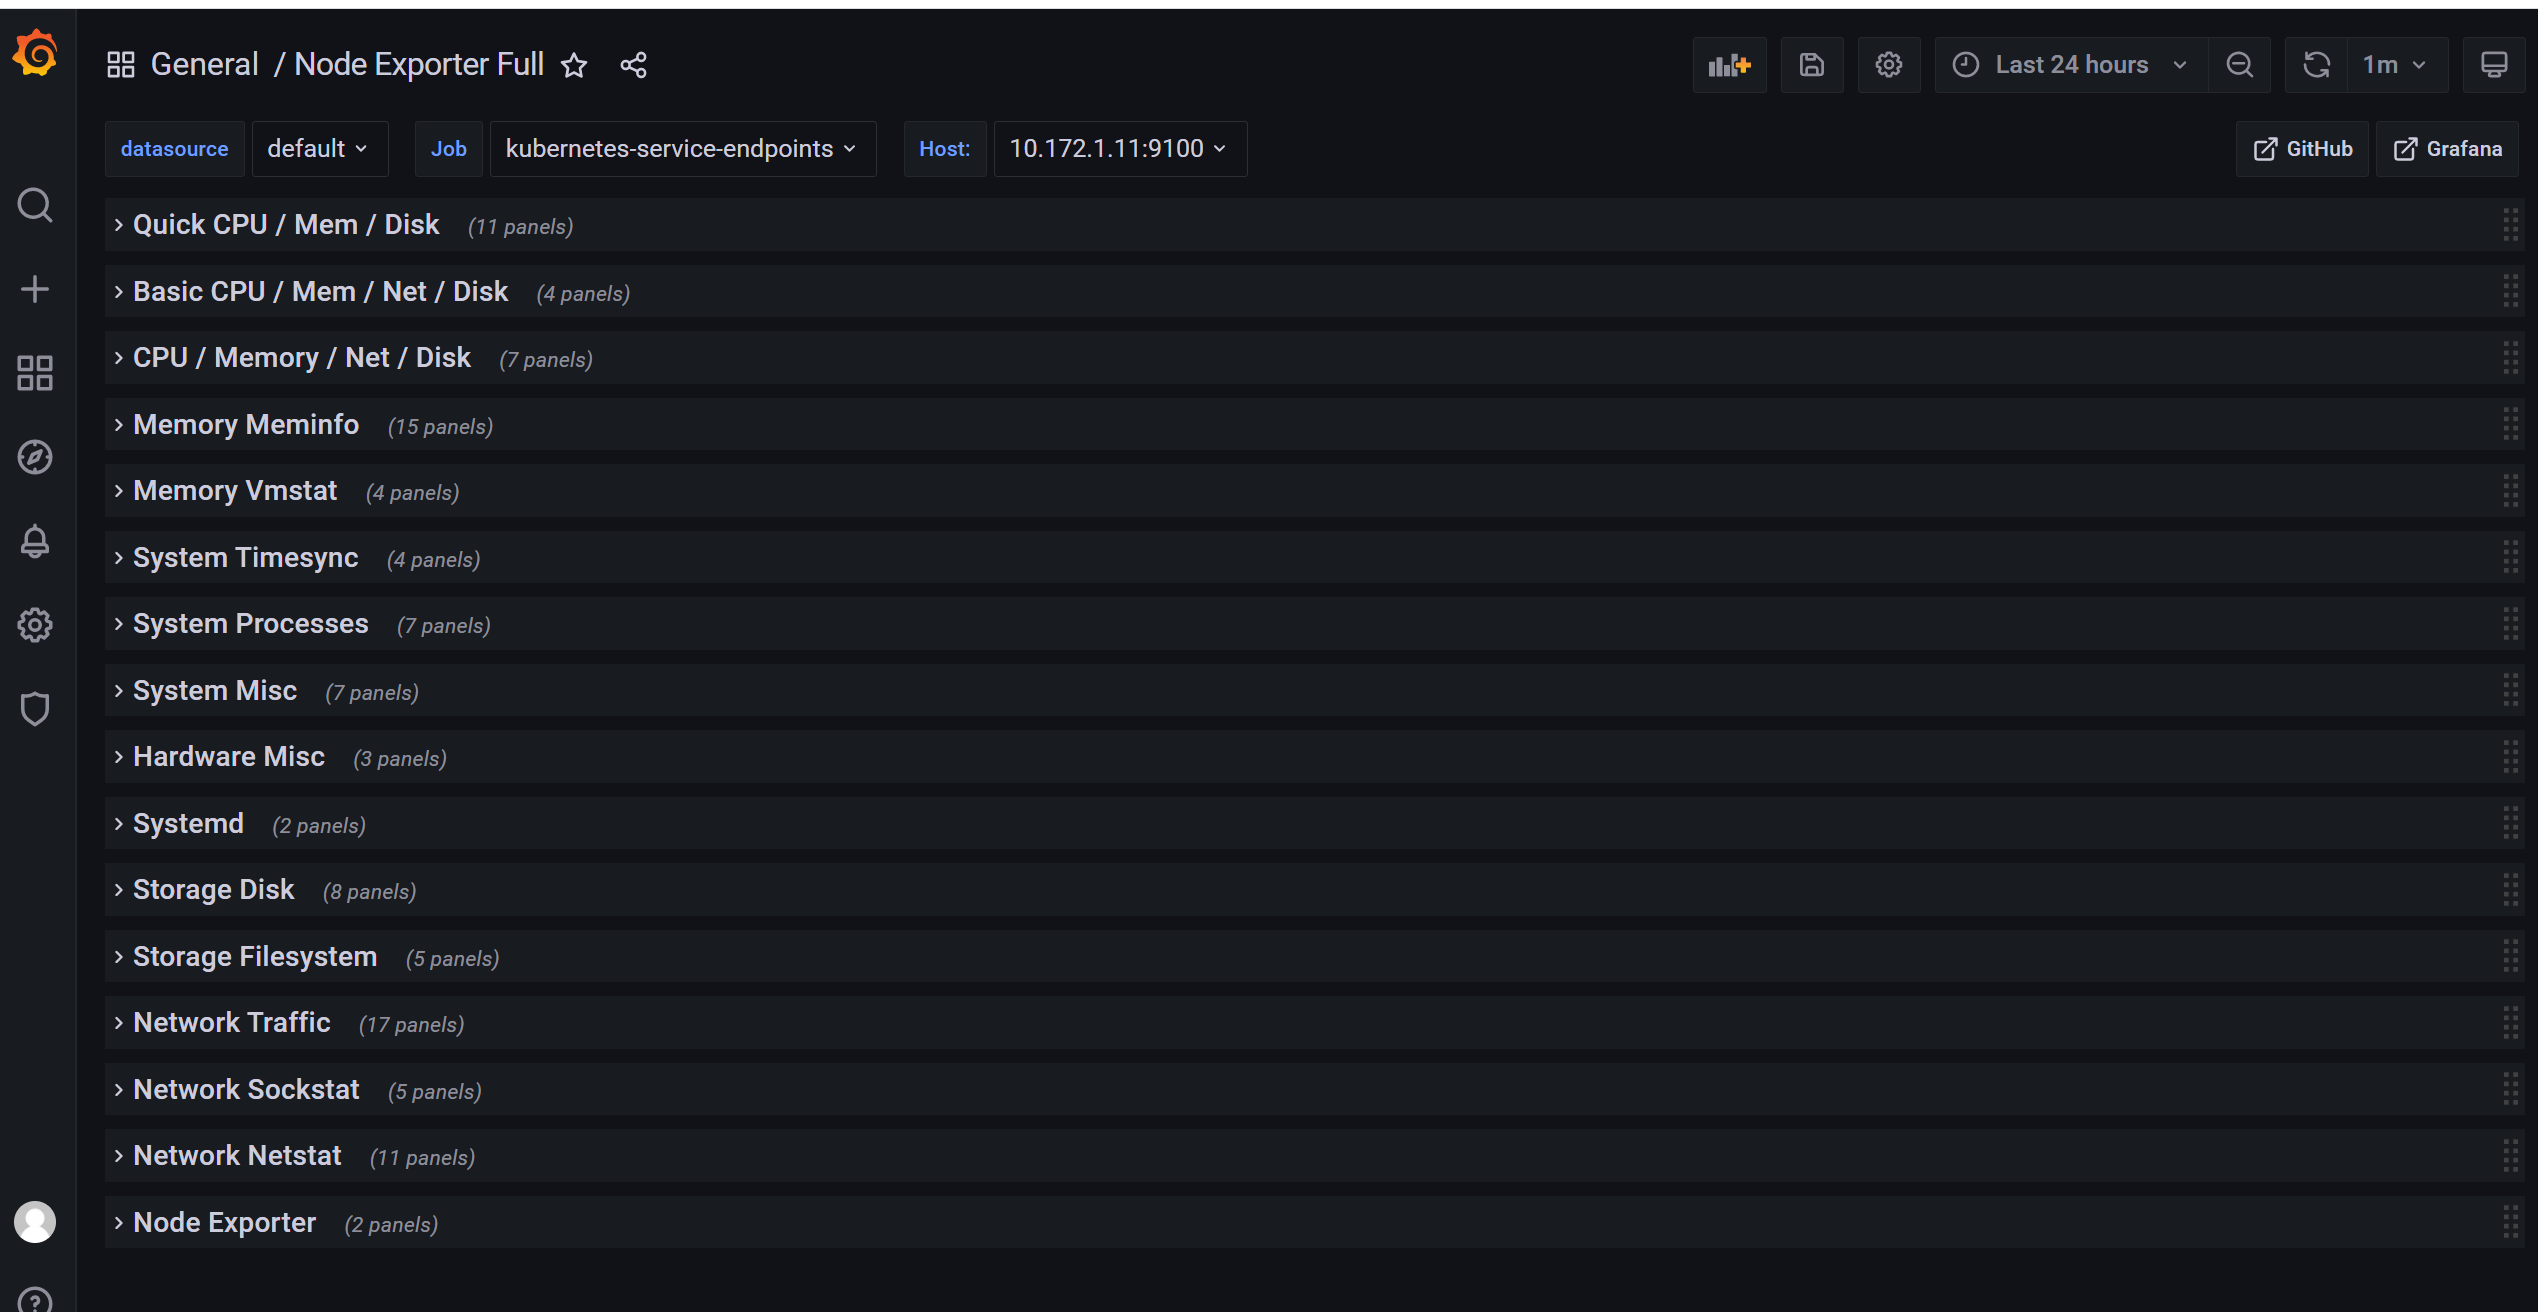 General / Node Exporter Full
Last 24 hours
1m
datasource default Job kubernetes-service-endpoints Host: 10.172.1.11:9100 GitHub Grafana
Quick CPU / Mem / Disk (11 panels)
Basic CPU / Mem / Net / Disk (4 panels)
CPU / Memory / Net / Disk (7 panels)
Memory Meminfo (15 panels)
Memory Vmstat (4 panels)
System Timesync (4 panels)
System Processes (7 panels)
System Misc (7 panels)
Hardware Misc (3 panels)
Systemd (2 panels)
Storage Disk (8 panels)
Storage Filesystem (5 panels)
Network Traffic (17 panels)
Network Sockstat (5 panels)
Network Netstat (11 panels)
Node Exporter (2 panels)